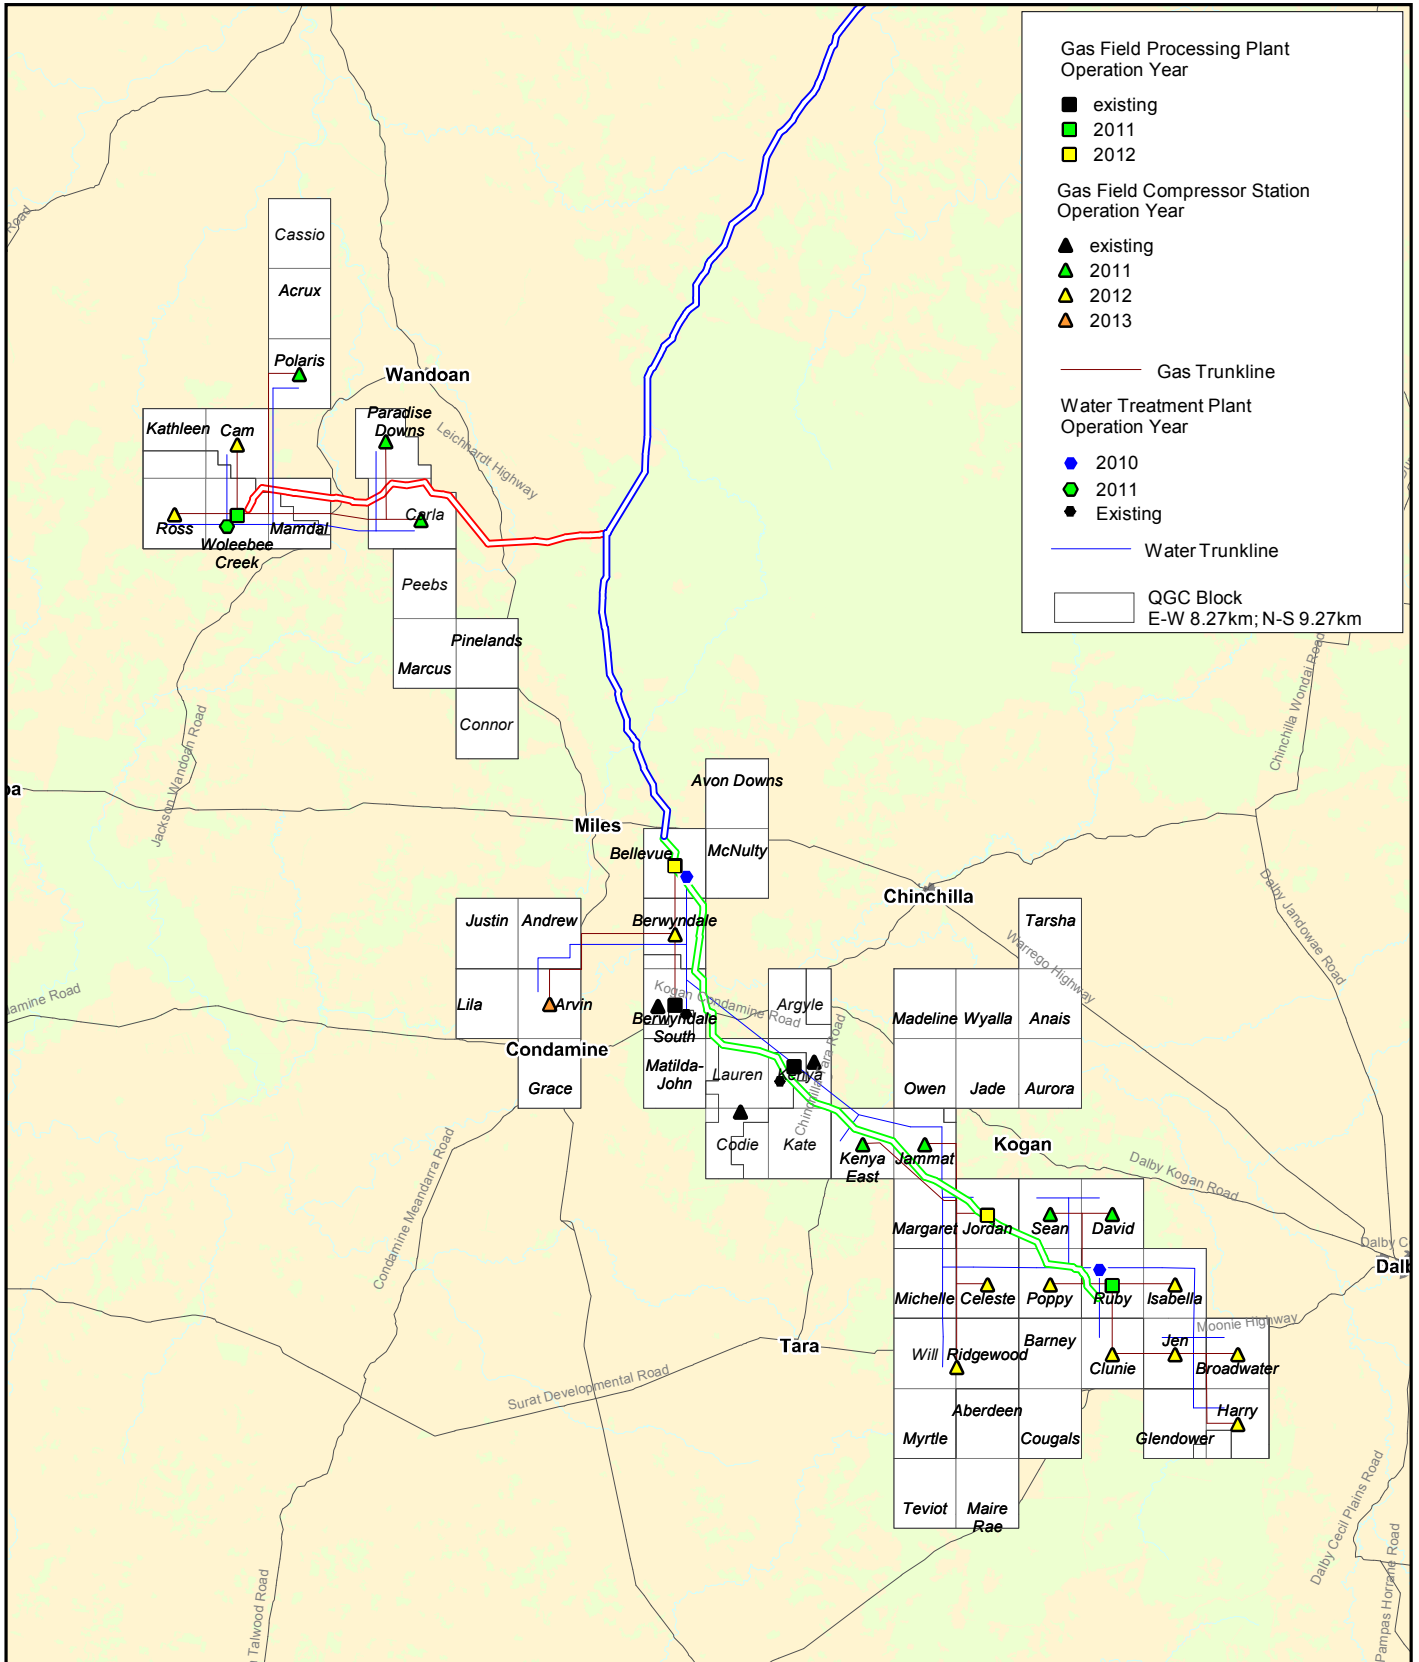 Gas Field Processing Plant
Operation Year
existing
2011
2012
Gas Field Compressor Station
Operation Year
existing
2011
2012
2013
Gas Trunkline
Water Treatment Plant
Operation Year
2010
2011
Existing
Water Trunkline
QGC Block
E-W 8.27km; N-S 9.27km
Road
Cassio
Acrux
Polaris
Wandoan
Paradise
Downs
Kathleen
Cam
Leichhardt Highway
Ross
Woleebee
Creek
Mamdal
Carla
Peebs
Pinelands
Marcus
Connor
Jackson Wandoan Road
Chinchilla Wondai Road
Avon Downs
Miles
Bellevue
McNulty
Chinchilla
Dalby Jandowae Road
Justin
Andrew
Berwyndale
Tarsha
Warrego Highway
Lila
Arvin
Kogan Condamine Road
Argyle
Madeline
Wyalla
Anais
Berwyndale
South
Condamine
Matilda-
John
Lauren
Kenya
Grace
Owen
Jade
Aurora
Codie
Kate
Kenya
East
Jammat
Kogan
Dalby Kogan Road
Condamine Meandarra Road
Margaret
Jordan
Sean
David
Michelle
Celeste
Poppy
Ruby
Isabella
Moonie Highway
Tara
Will
Ridgewood
Barney
Clunie
Jen
Broadwater
Surat Developmental Road
Aberdeen
Myrtle
Cougals
Glendower
Harry
Teviot
Maire
Rae
Dalby Cecil Plains Road
Pampas Horrane Road
Talwood Road